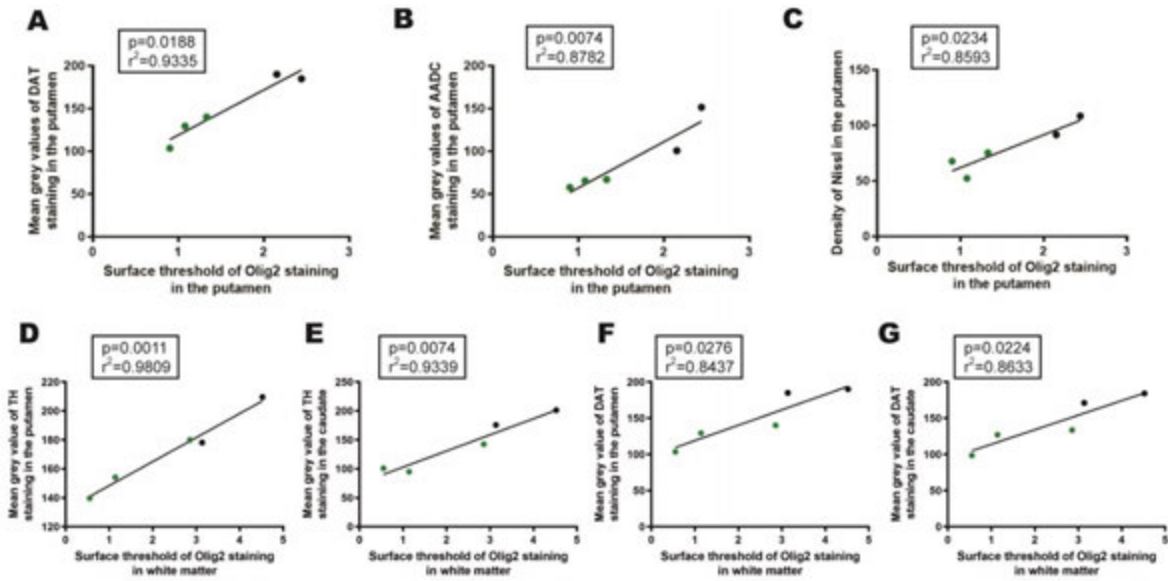 A
p=0.0188
r²=0.9335
Mean grey values of DAT
staining in the putamen
200
150
100
50
0
0 1 2 3
Surface threshold of Olig2 staining
in the putamen
B
p=0.0074
r²=0.8782
Mean grey values of AADC
staining in the putamen
200
150
100
50
0
0 1 2 3
Surface threshold of Olig2 staining
in the putamen
C
p=0.0234
r²=0.8593
Density of Nissl in the putamen
150
100
50
0
0 1 2 3
Surface threshold of Olig2 staining
in the putamen
D
p=0.0011
r²=0.9809
Mean grey value of TH
staining in the putamen
220
200
180
160
140
120
0 1 2 3 4 5
Surface threshold of Olig2 staining
in white matter
E
p=0.0074
r²=0.9339
Mean grey value of TH
staining in the caudate
250
200
150
100
50
0
0 1 2 3 4 5
Surface threshold of Olig2 staining
in white matter
F
p=0.0276
r²=0.8437
Mean grey value of DAT
staining in the putamen
200
150
100
50
0
0 1 2 3 4 5
Surface threshold of Olig2 staining
in white matter
G
p=0.0224
r²=0.8633
Mean grey value of DAT
staining in the caudate
200
150
100
50
0
0 1 2 3 4 5
Surface threshold of Olig2 staining
in white matter